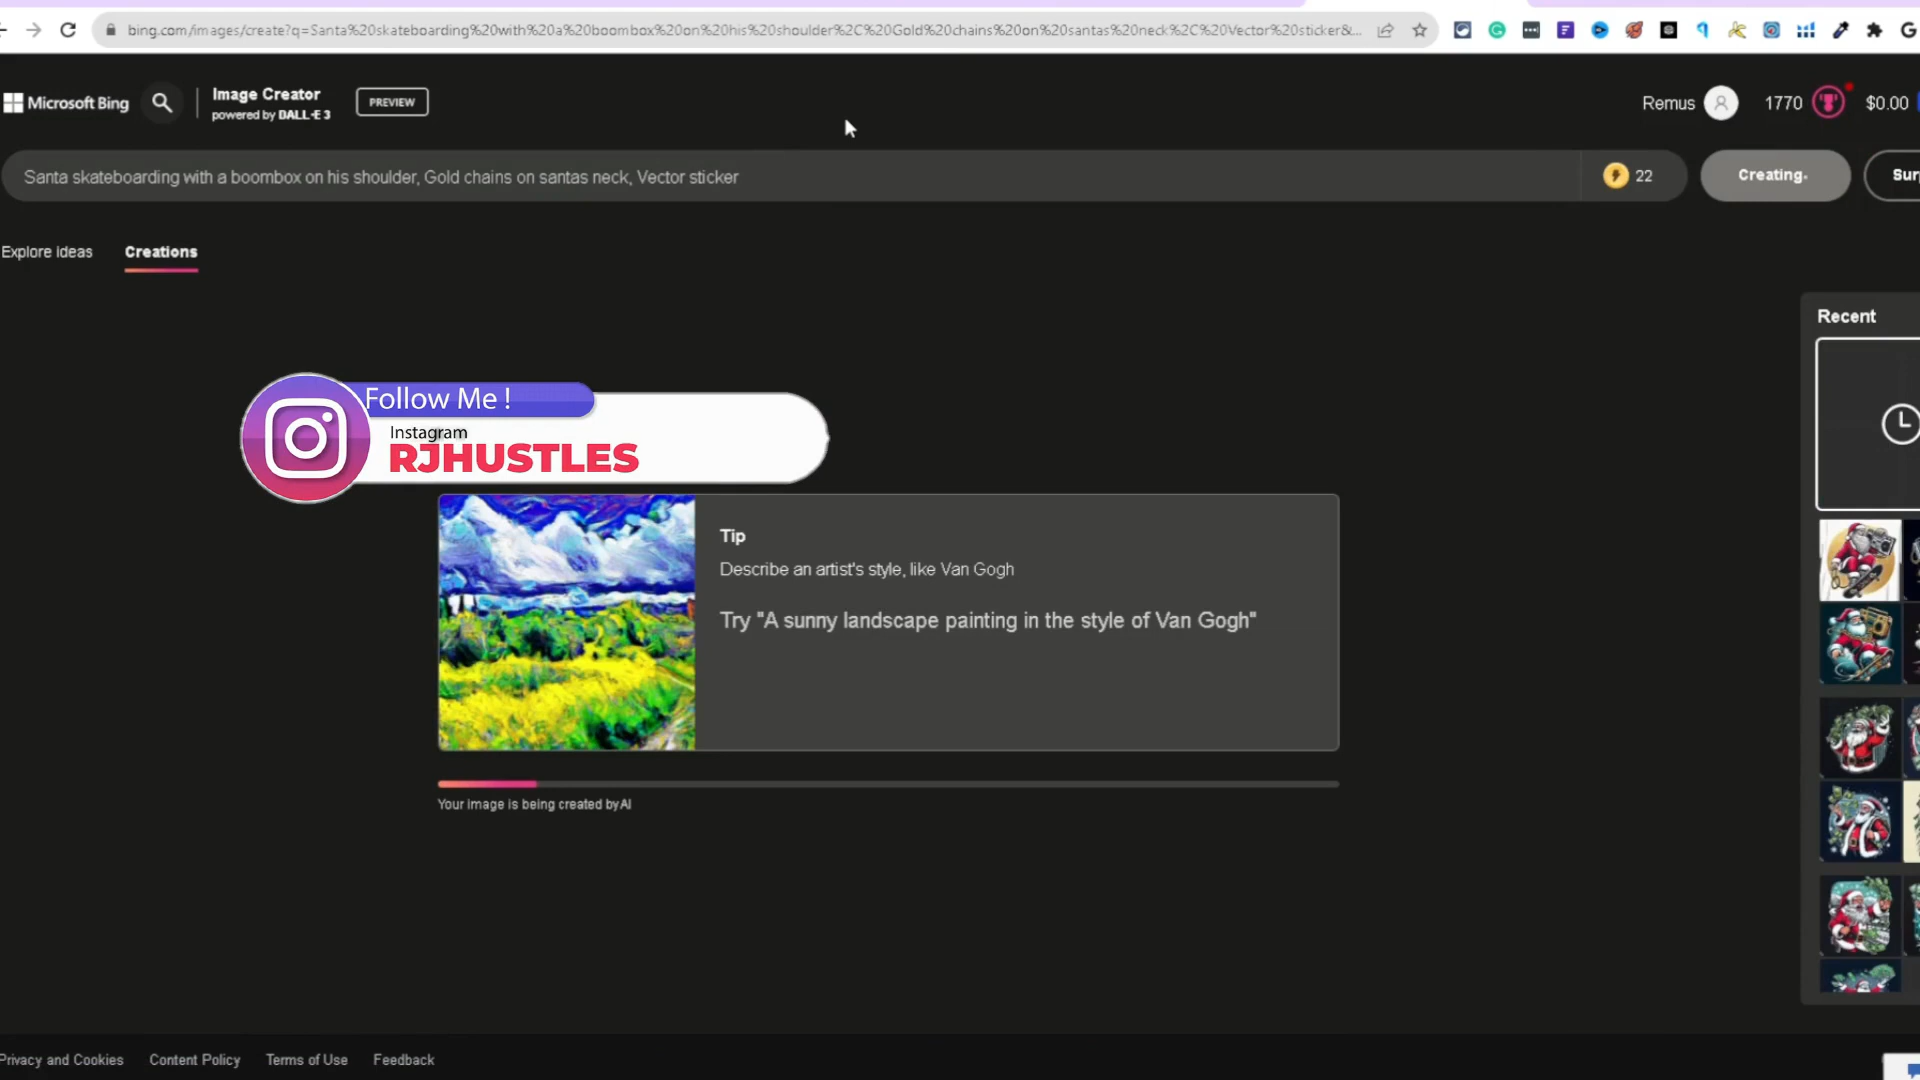 bing.com/images/create?q=Santa%20skateboarding%20with%20a%20boombox%20on%20his%20shoulder%2C%20Gold%20chains%20on%20santas%20neck%2C%20Vector%20sticker&...
Microsoft Bing
Image Creator
powered by DALL·E 3
PREVIEW
Remus
1770
$0.00
Santa skateboarding with a boombox on his shoulder, Gold chains on santas neck, Vector sticker
22
Creating.
Sur
Explore ideas
Creations
Recent
Follow Me !
Instagram
RJHUSTLES
Tip
Describe an artist's style, like Van Gogh
Try "A sunny landscape painting in the style of Van Gogh"
Your image is being created by AI
Privacy and Cookies
Content Policy
Terms of Use
Feedback